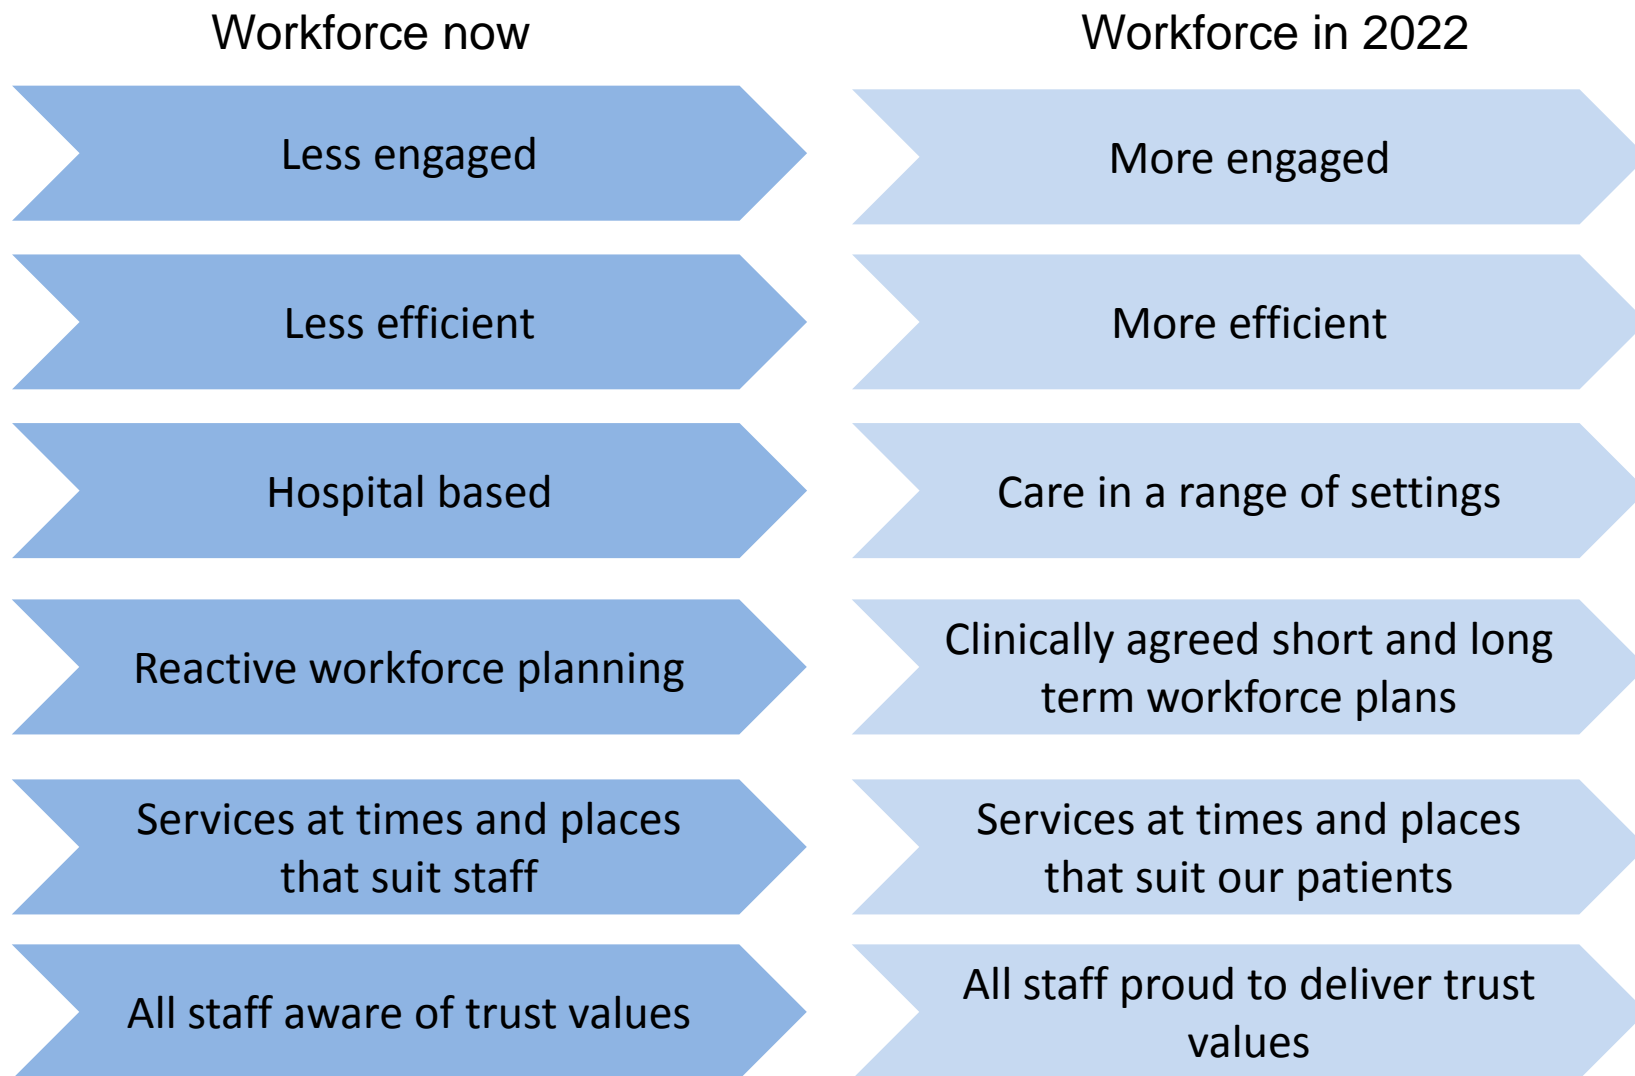 Workforce now
Workforce in 2022
Less engaged
More engaged
Less efficient
More efficient
Hospital based
Care in a range of settings
Reactive workforce planning
Clinically agreed short and long
term workforce plans
Services at times and places
that suit staff
Services at times and places
that suit our patients
All staff aware of trust values
All staff proud to deliver trust
values